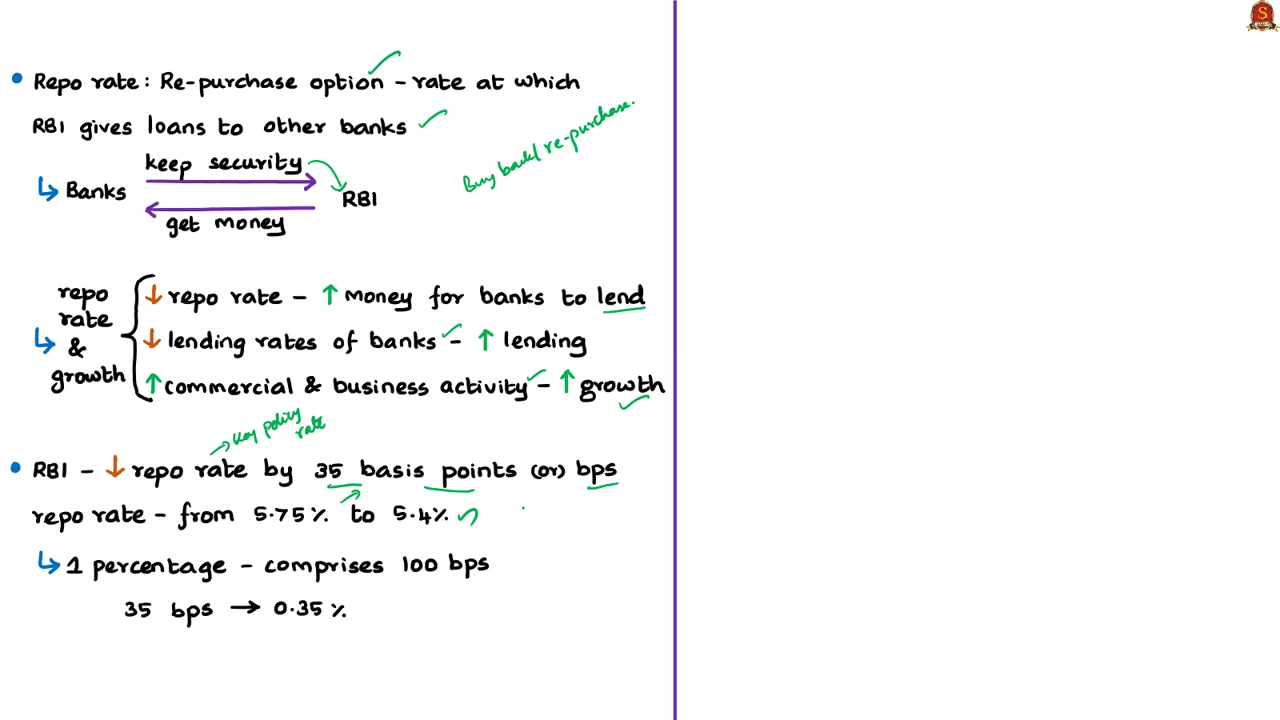 Repo rate: Re-purchase option - rate at which
RBI gives loans to other banks
Buy back/ re-purchase.
keep security
↳ Banks
RBI
get money
repo
rate
↳ &
growth
↓ repo rate - ↑ money for banks to lend
↓ lending rates of banks - ↑ lending
↑ commercial & business activity - ↑ growth
→ Key policy
rate
RBI - ↓ repo rate by 35 basis points (or) bps
repo rate - from 5.75% to 5.4%
↳ 1 percentage - comprises 100 bps
35 bps → 0.35 %